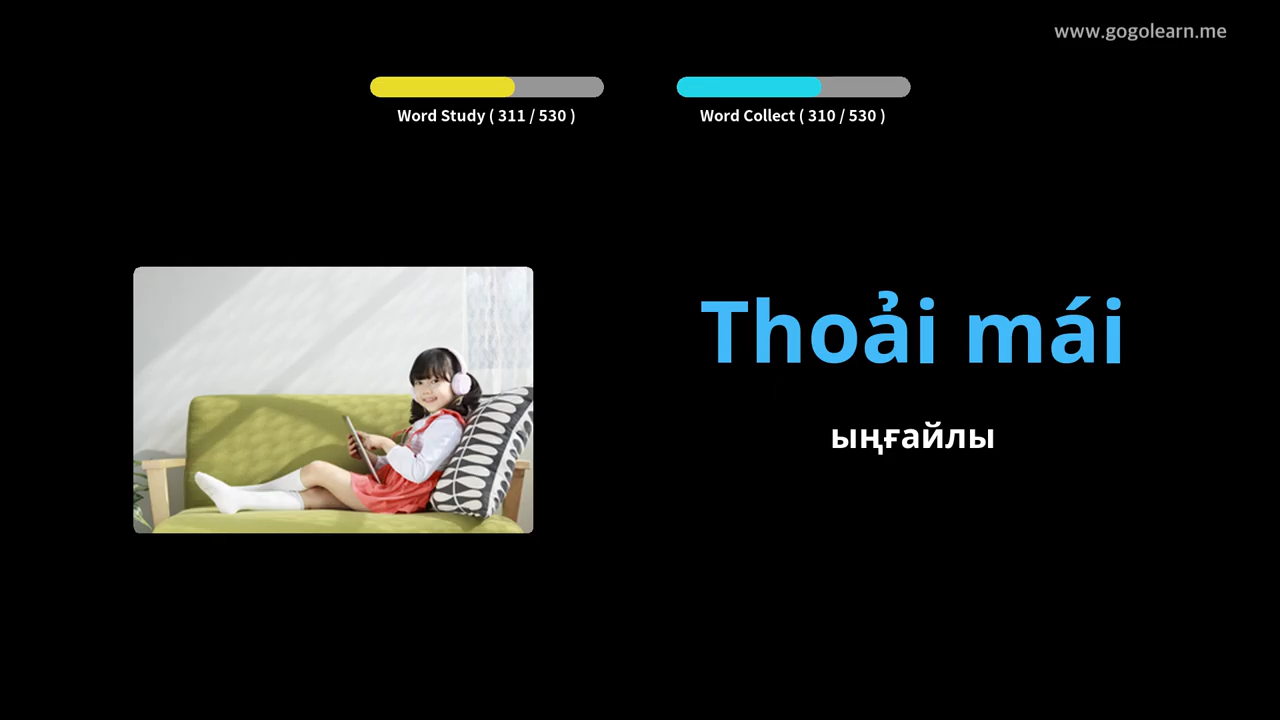 www.gogolearn.me
Word Study ( 311 / 530 )
Word Collect ( 310 / 530 )
Thoải mái
ыңғайлы